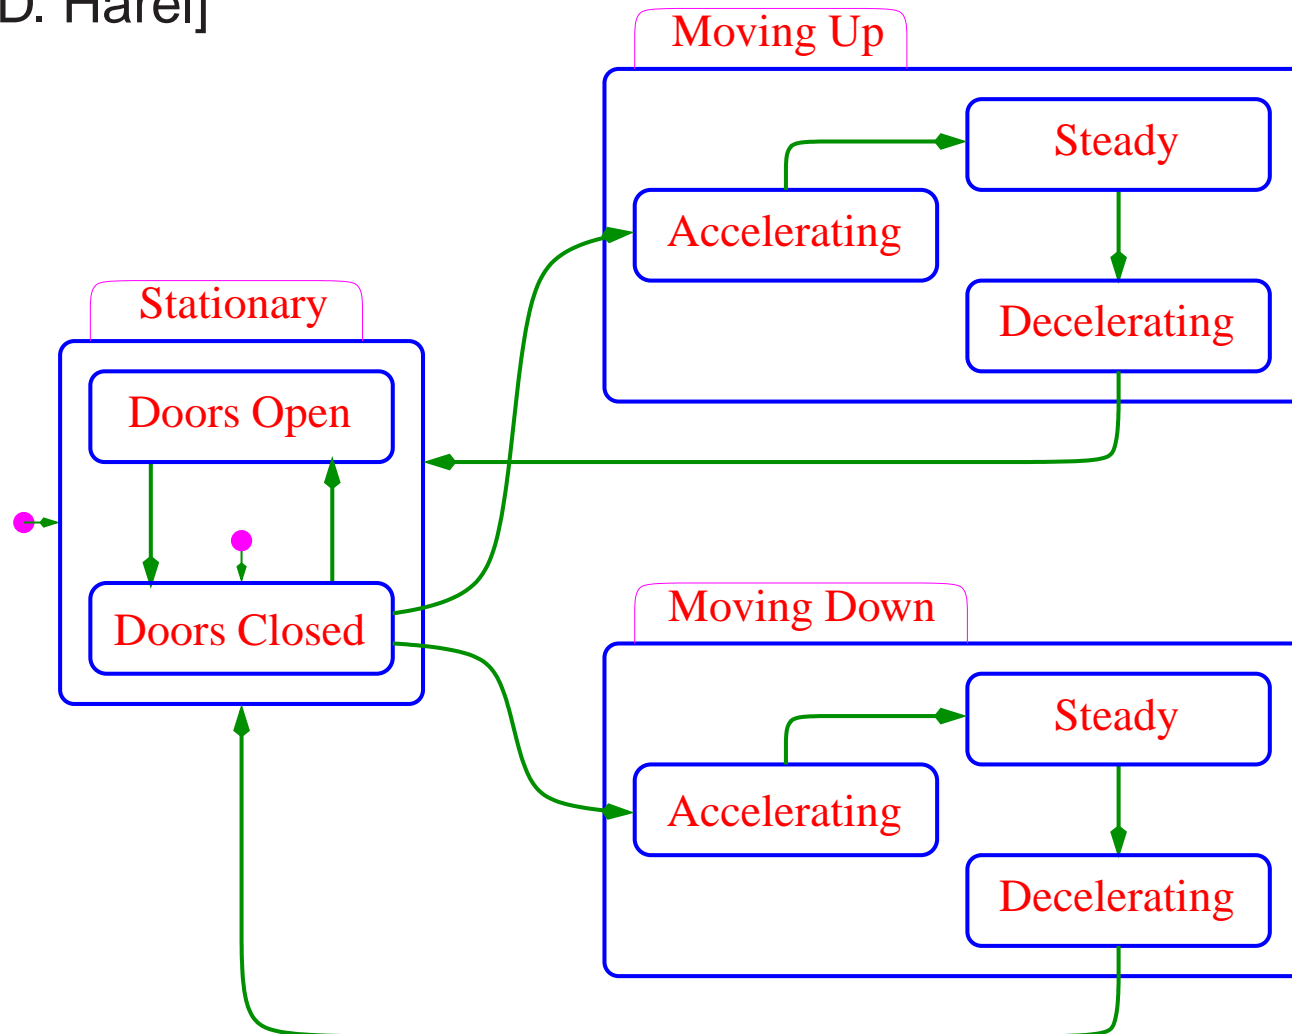 D. Harel]
Moving Up
Steady
Accelerating
Decelerating
Stationary
Doors Open
Doors Closed
Moving Down
Steady
Accelerating
Decelerating